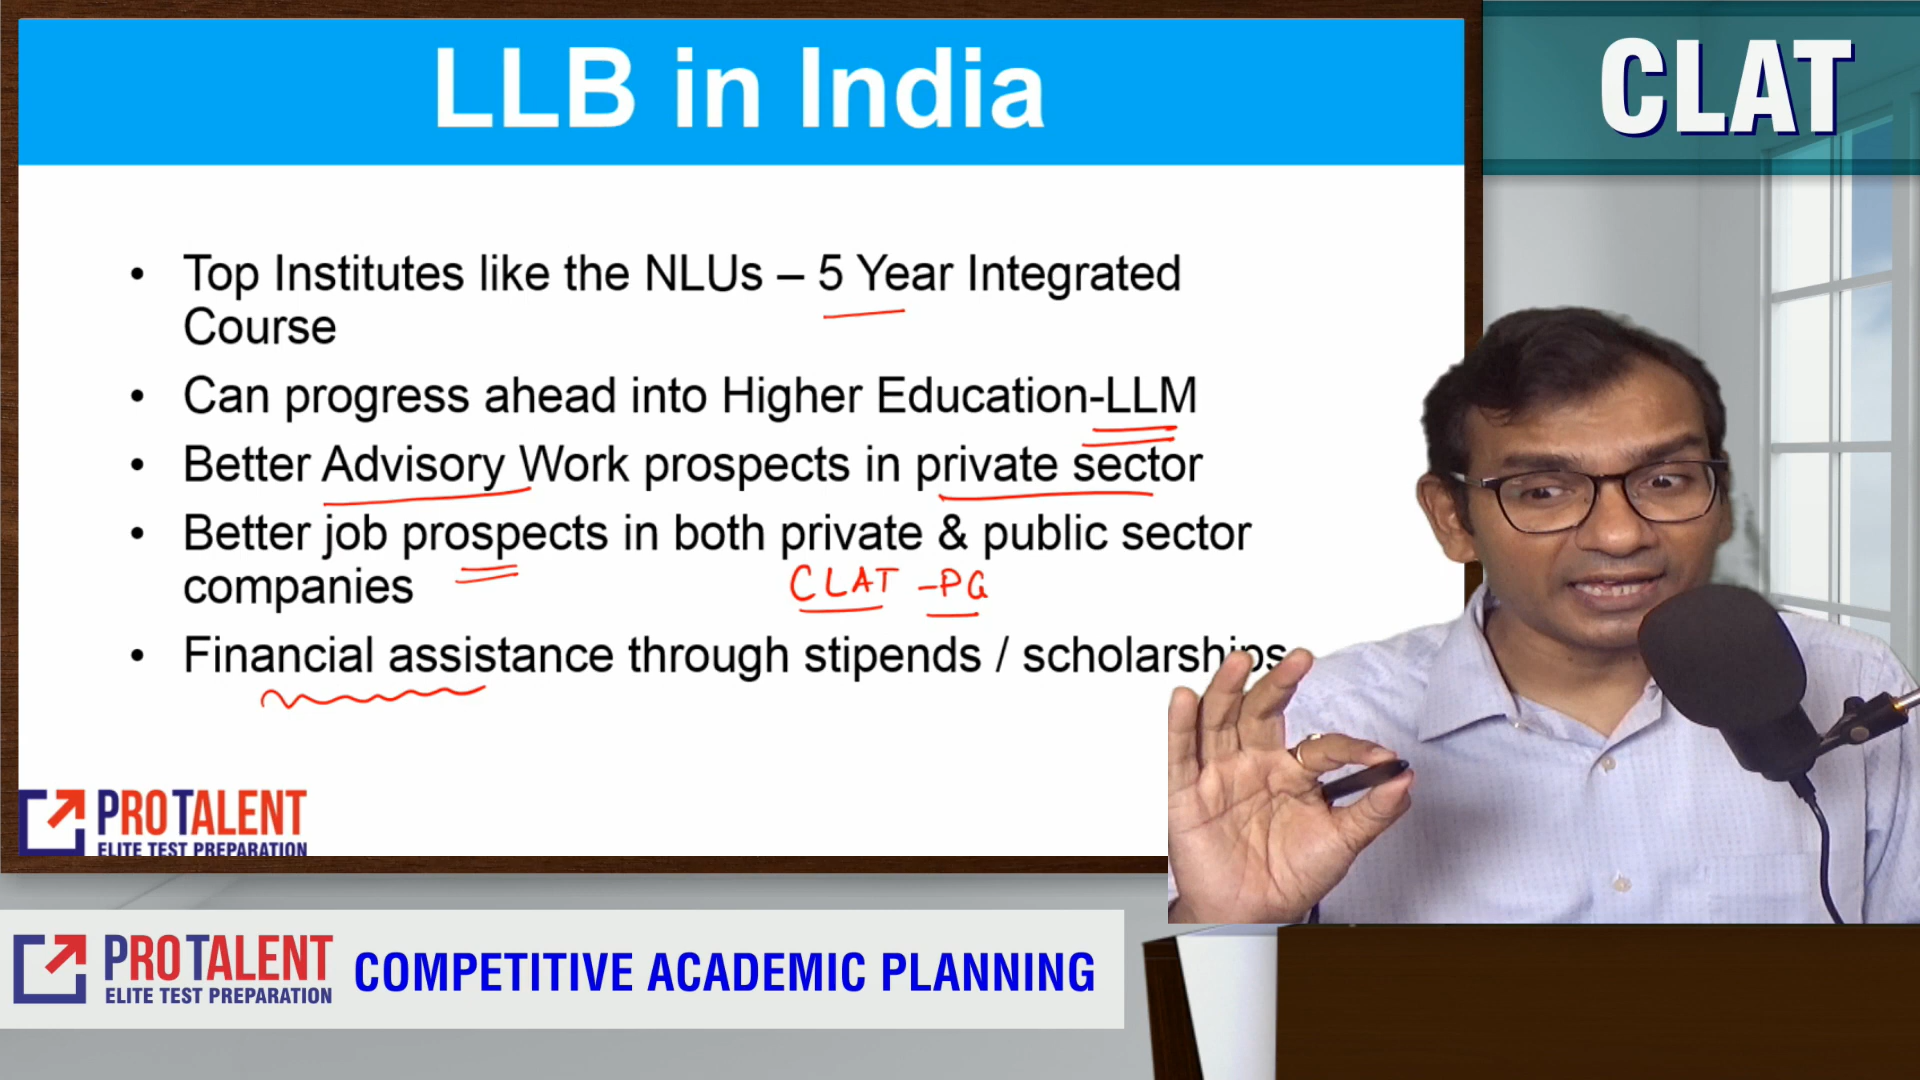 LLB in India
CLAT
• Top Institutes like the NLUs – 5 Year Integrated
Course
• Can progress ahead into Higher Education-LLM
• Better Advisory Work prospects in private sector
• Better job prospects in both private & public sector
companies
CLAT -PG
• Financial assistance through stipends / scholarships
PROTALENT
ELITE TEST PREPARATION
PROTALENT
ELITE TEST PREPARATION
COMPETITIVE ACADEMIC PLANNING